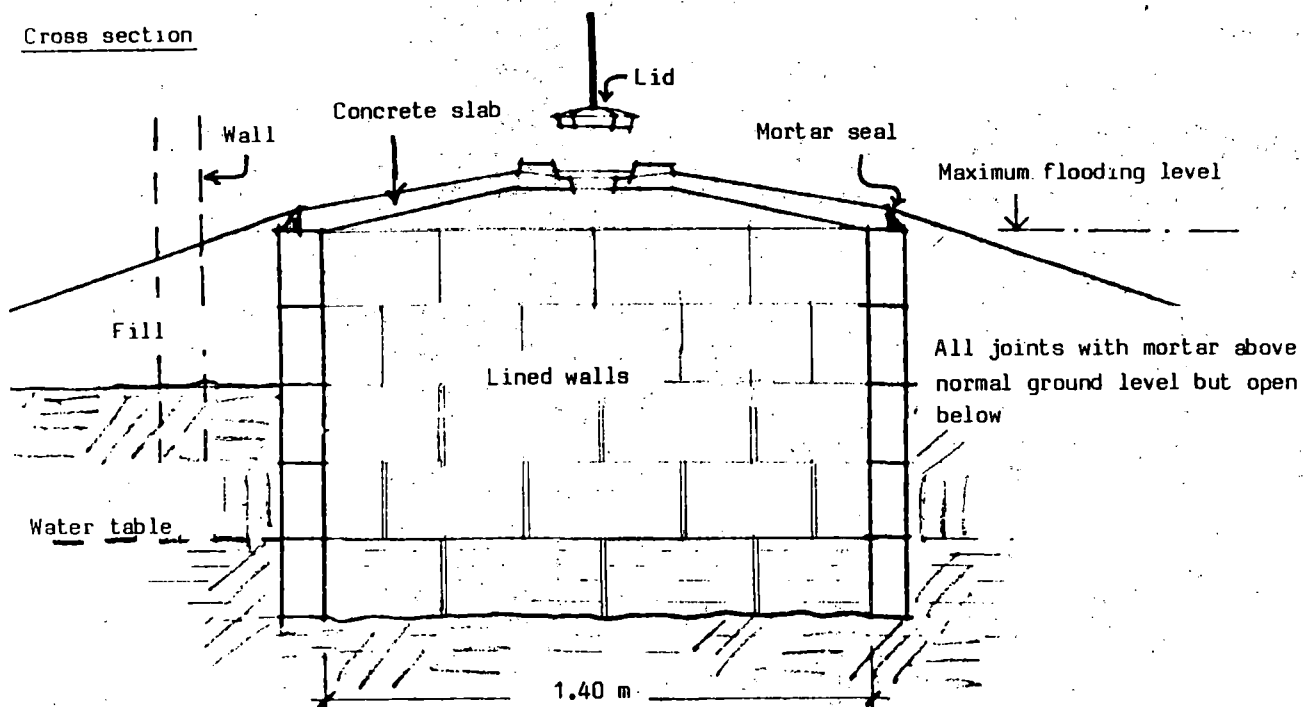 Cross section
Lid
Concrete slab
Wall
Mortar seal
Maximum flooding level
Fill
Lined walls
All joints with mortar above
normal ground level but open
below
Water table
1.40 m